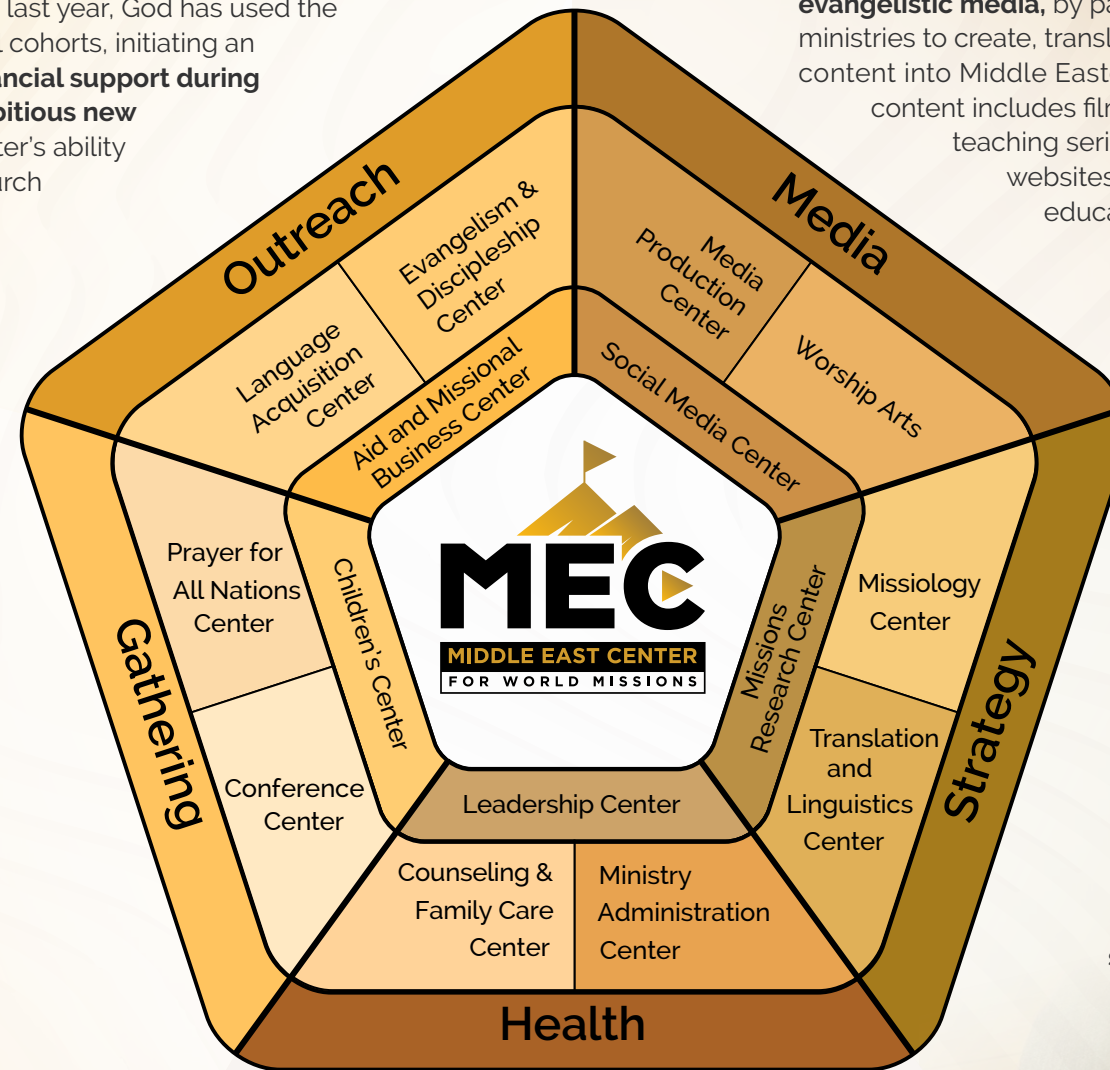 last year, God has used the
cohorts, initiating an
ancial support during
bitious new
ter's ability
urch
evangelistic media, by pa
ministries to create, transl
content into Middle East
content includes film
teaching seri
websites
educa
Outreach
Evangelism &
Discipleship
Center
Language
Acquisition
Center
Aid and Missional
Business Center
Media
Media
Production
Center
Worship Arts
Social Media Center
Gathering
Prayer for
All Nations
Center
Conference
Center
Children's Center
MEC
MIDDLE EAST CENTER
FOR WORLD MISSIONS
Missions
Research Center
Missiology
Center
Translation
and
Linguistics
Center
Strategy
Leadership Center
Counseling &
Family Care
Center
Ministry
Administration
Center
Health